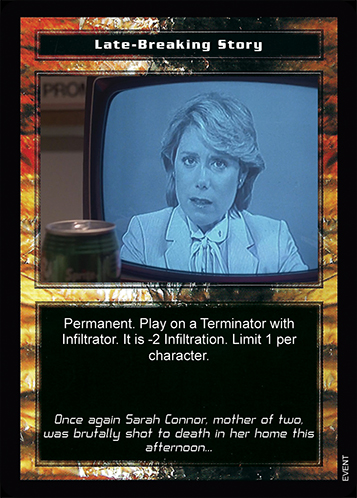 Late-Breaking Story
PRO
Permanent. Play on a Terminator with
Infiltrator. It is -2 Infiltration. Limit 1 per
character.
Once again Sarah Connor, mother of two,
was brutally shot to death in her home this
afternoon...
EVENT